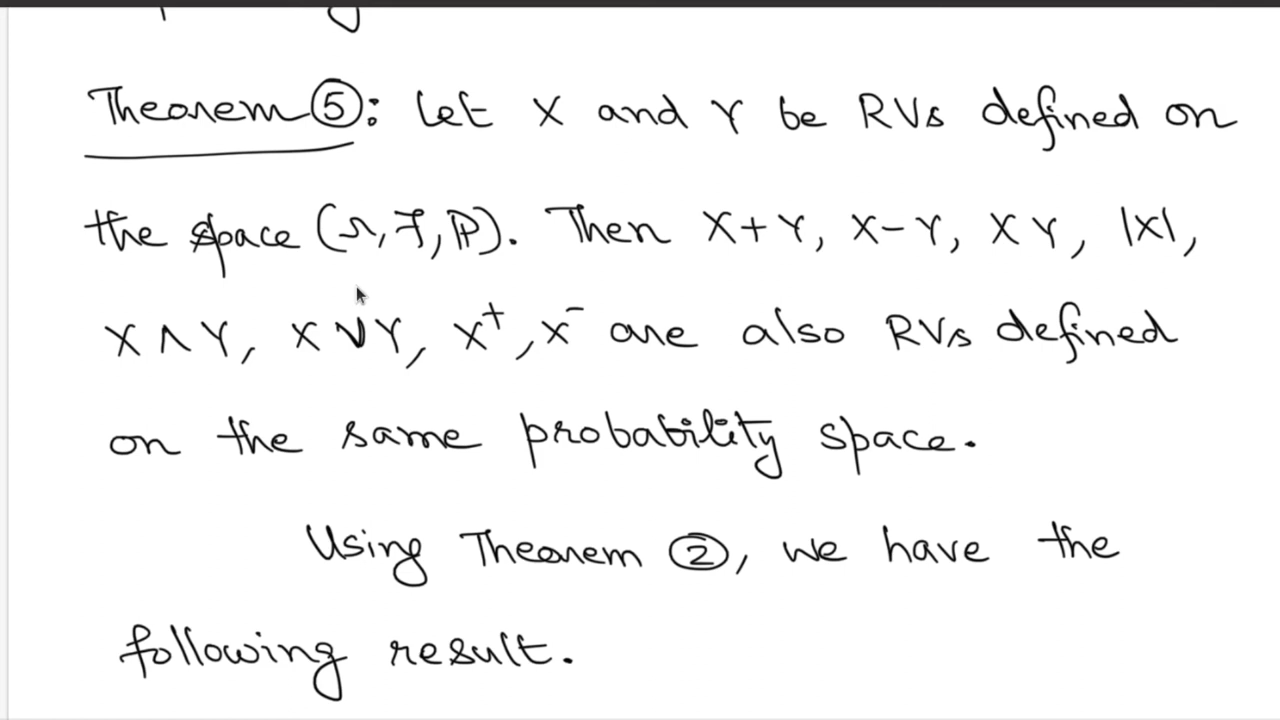 Theorem ⑤: Let X and Y be RVs defined on
the space (Ω, ℱ, ℙ). Then X+Y, X-Y, XY, |X|,
X∧Y, X∨Y, X⁺, X⁻ are also RVs defined
on the same probability space.
Using Theorem ②, we have the
following result.